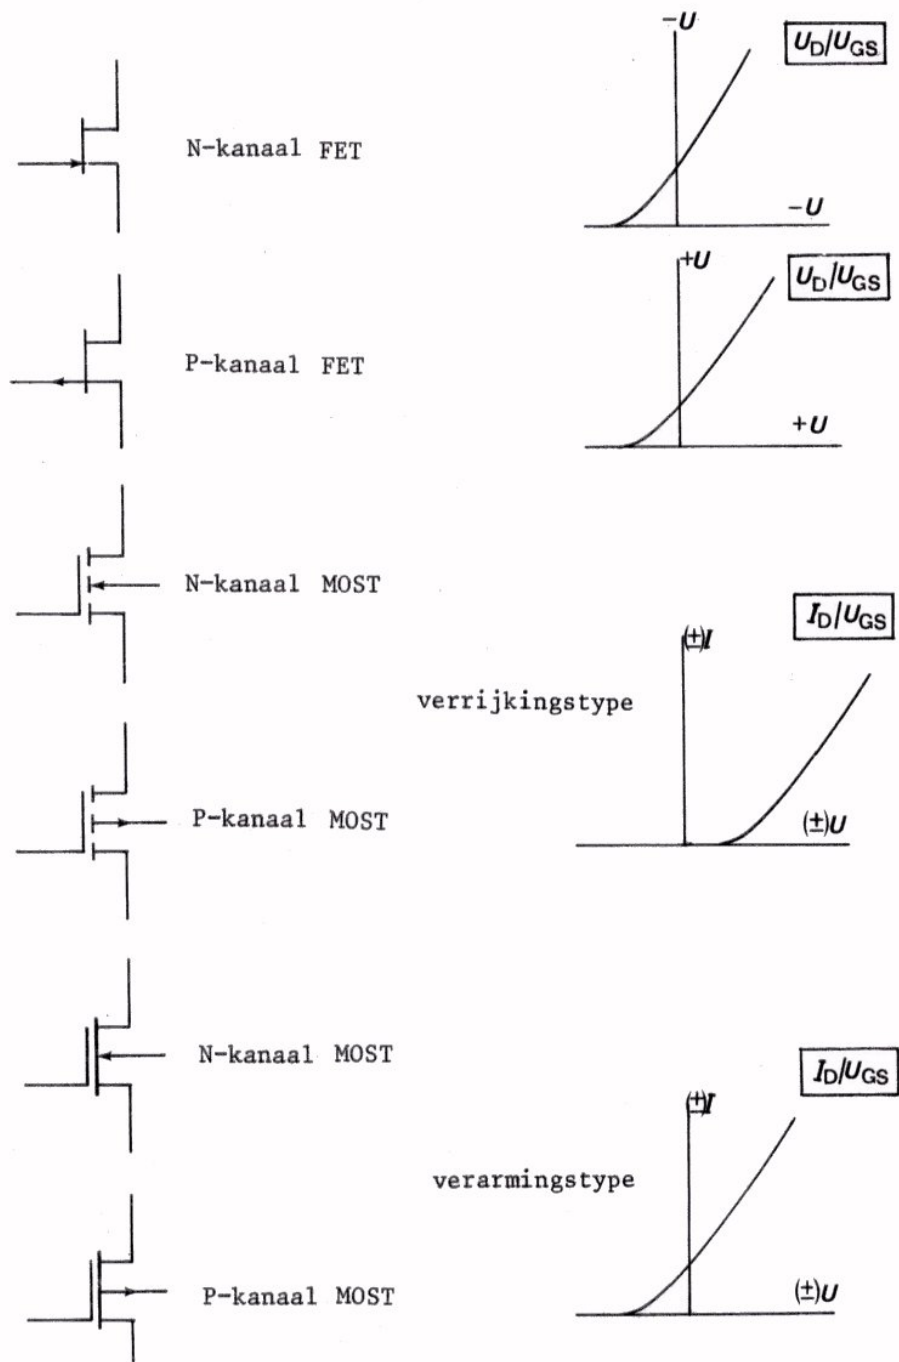 -U
U_D/U_GS
N-kanaal FET
-U
+U
U_D/U_GS
P-kanaal FET
+U
N-kanaal MOST
I_D/U_GS
(±)I
verrijkingstype
P-kanaal MOST
(±)U
N-kanaal MOST
I_D/U_GS
(±)I
verarmingstype
P-kanaal MOST
(±)U